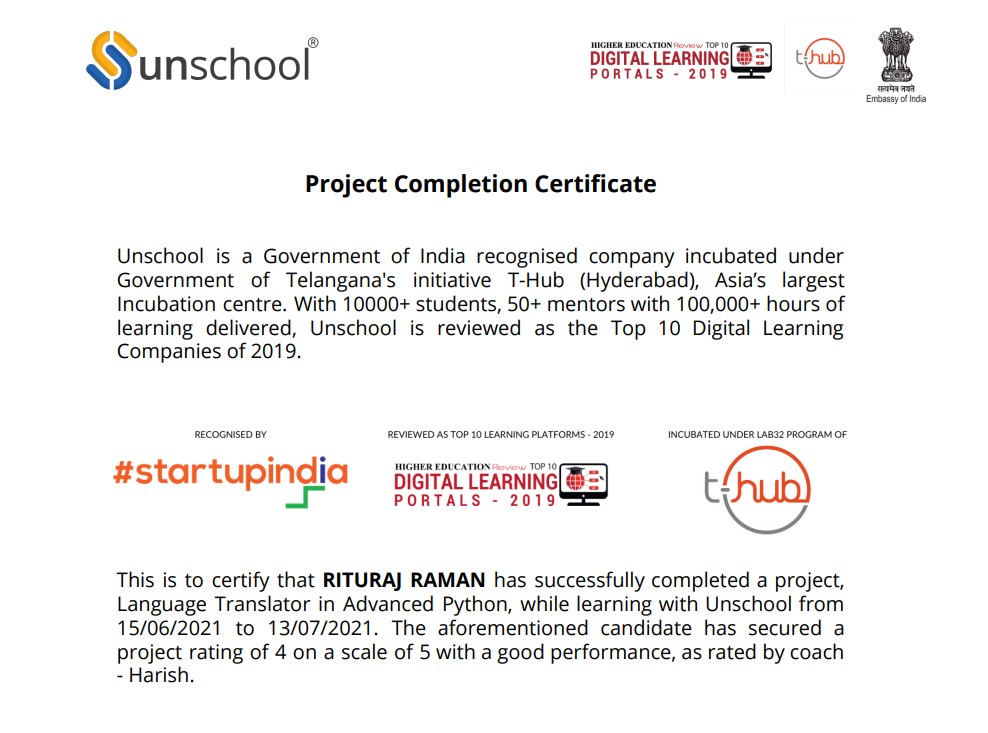 Sunschool®
HIGHER EDUCATION Review TOP 10
DIGITAL LEARNING
PORTALS - 2019
t-hub
सत्यमेव जयते
Embassy of India
Project Completion Certificate
Unschool is a Government of India recognised company incubated under
Government of Telangana's initiative T-Hub (Hyderabad), Asia’s largest
Incubation centre. With 10000+ students, 50+ mentors with 100,000+ hours of
learning delivered, Unschool is reviewed as the Top 10 Digital Learning
Companies of 2019.
RECOGNISED BY
#startupindia
REVIEWED AS TOP 10 LEARNING PLATFORMS - 2019
HIGHER EDUCATION Review TOP 10
DIGITAL LEARNING
PORTALS - 2019
INCUBATED UNDER LAB32 PROGRAM OF
t-hub
This is to certify that RITURAJ RAMAN has successfully completed a project,
Language Translator in Advanced Python, while learning with Unschool from
15/06/2021 to 13/07/2021. The aforementioned candidate has secured a
project rating of 4 on a scale of 5 with a good performance, as rated by coach
- Harish.